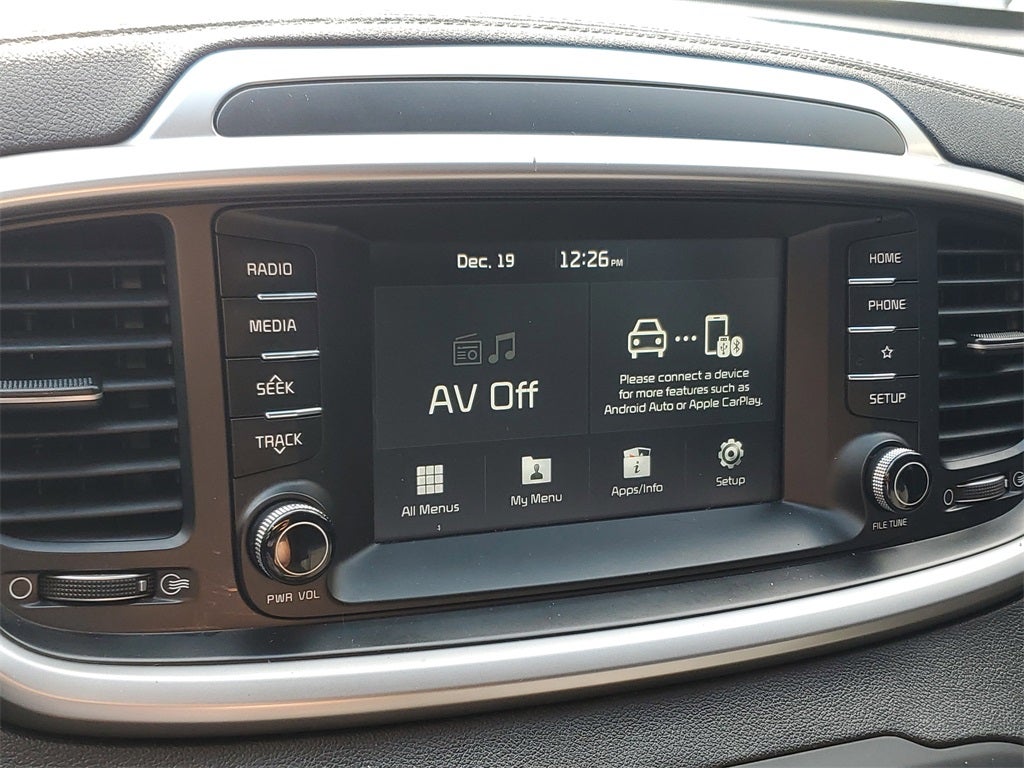 Dec. 19 12:26 PM
RADIO
MEDIA
SEEK
TRACK
PWR VOL
AV Off
Please connect a device
for more features such as
Android Auto or Apple CarPlay.
All Menus
My Menu
i
Apps/Info
Setup
HOME
PHONE
SETUP
FILE TUNE